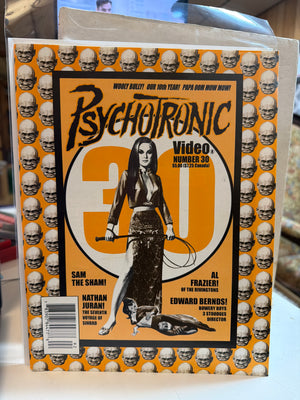 WOOLY BULLY! OUR 10th YEAR! PAPA OOM MOW MOW!
PSYCHOTRONIC
Video®
NUMBER 30
30
SAM
THE SHAM!
NATHAN
JURAN!
THE SEVENTH
VOYAGE OF
SINBAD
AL
FRAZIER!
OF THE RIVINGTONS
EDWARD BERNDS!
BOWERY BOYS,
3 STOOGES
DIRECTOR